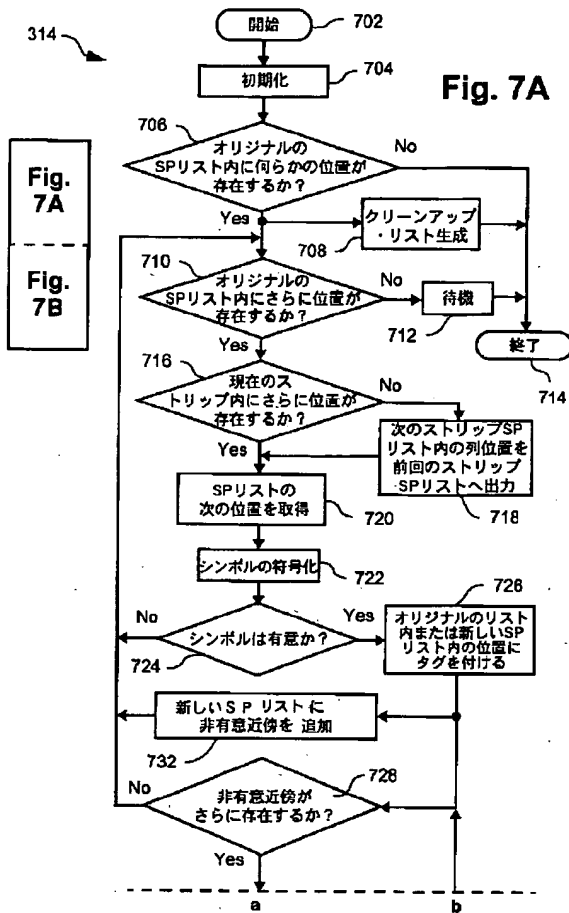 314
開始
702
初期化
704
Fig. 7A
706
オリジナルの
SPリスト内に何らかの位置が
存在するか?
No
Yes
Fig.
7A
Fig.
7B
クリーンアップ
・リスト生成
708
710
オリジナルの
SPリスト内にさらに位置が
存在するか?
No
待機
712
Yes
終了
714
716
現在のス
トリップ内にさらに位置が
存在するか?
No
Yes
次のストリップSP
リスト内の列位置を
前回のストリップ
SPリストへ出力
718
SPリストの
次の位置を取得
720
シンボルの符号化
722
726
No
シンボルは有意か?
Yes
724
オリジナルのリスト
内または新しいSP
リスト内の位置に
タグを付ける
新しいSPリストに
非有意近傍を追加
732
728
No
非有意近傍が
さらに存在するか?
Yes
a
b